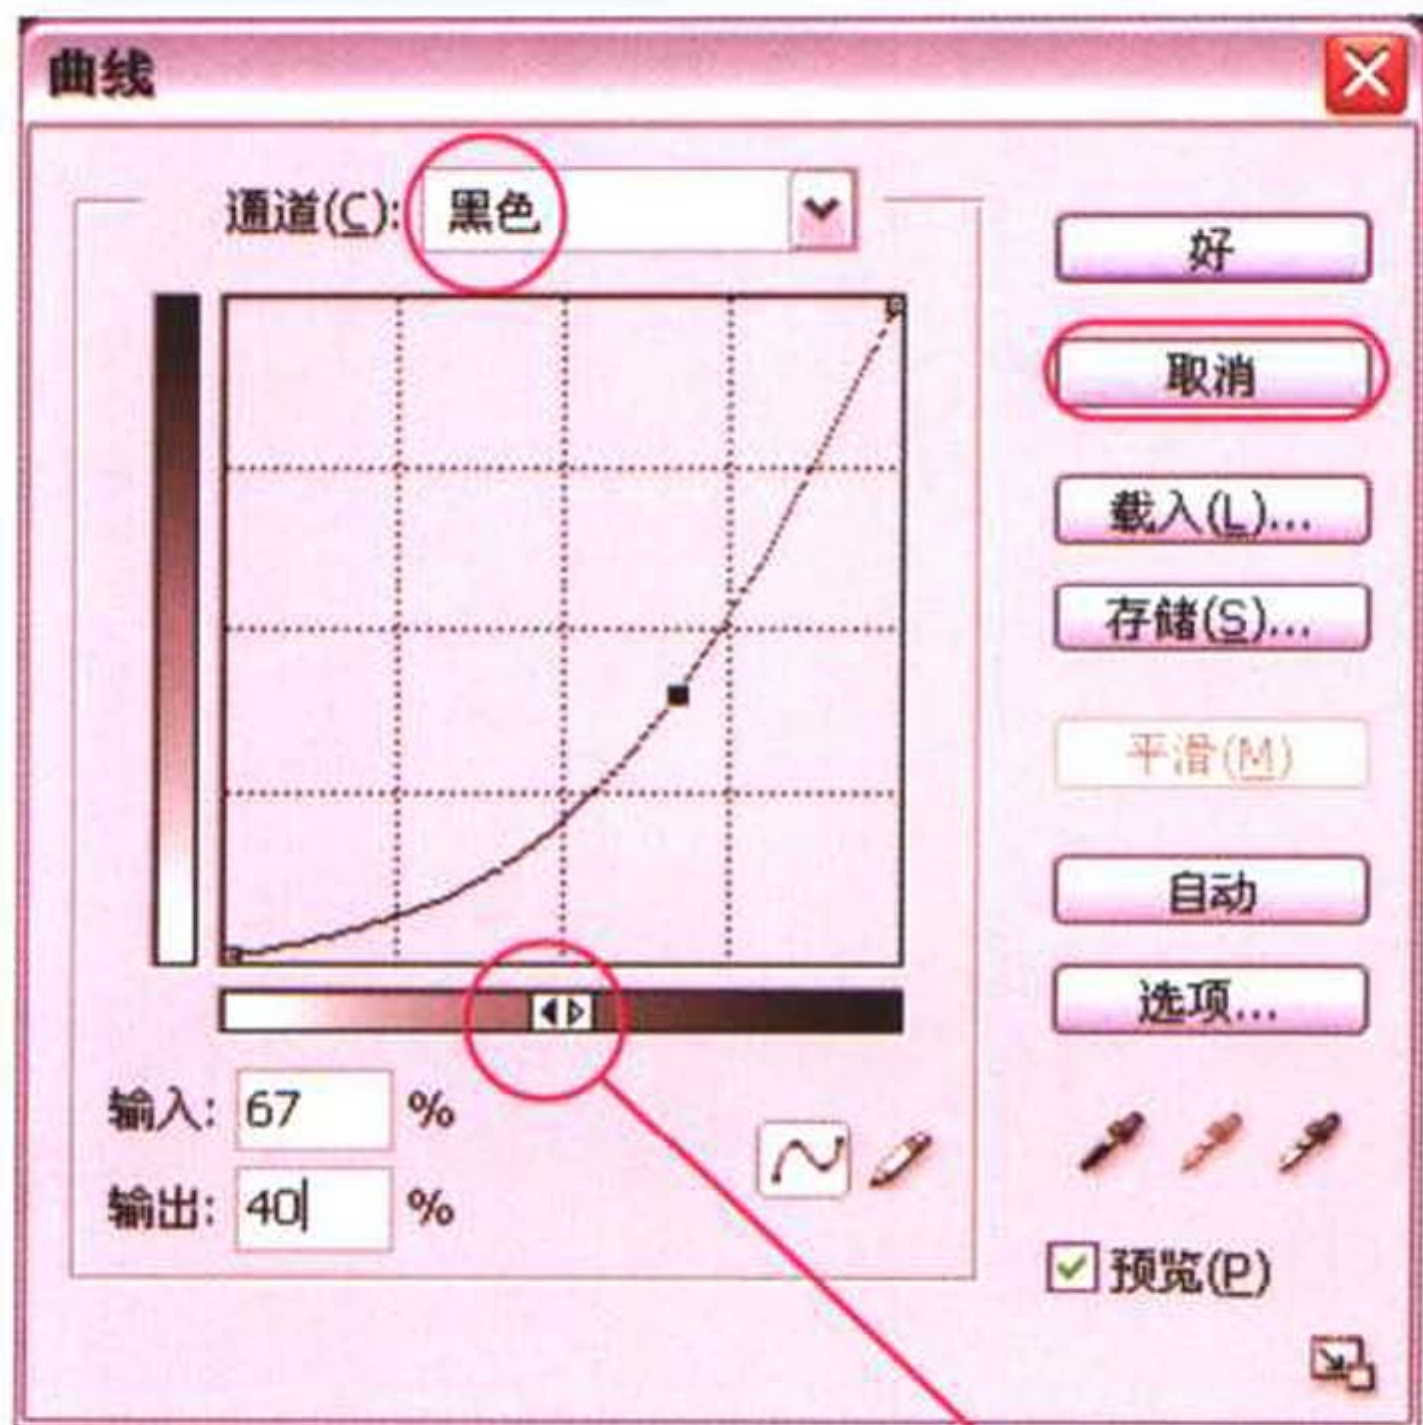 曲线
通道(C): 黑色
好
取消
载入(L)...
存储(S)...
平滑(M)
自动
选项...
输入: 67 %
输出: 40 %
预览(P)